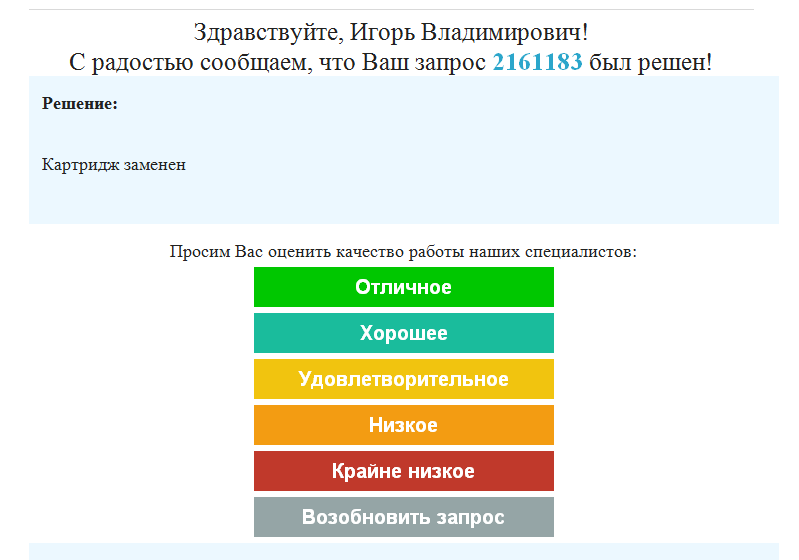 Здравствуйте, Игорь Владимирович!
С радостью сообщаем, что Ваш запрос 2161183 был решен!
Решение:
Картридж заменен
Просим Вас оценить качество работы наших специалистов:
Отличное
Хорошее
Удовлетворительное
Низкое
Крайне низкое
Возобновить запрос